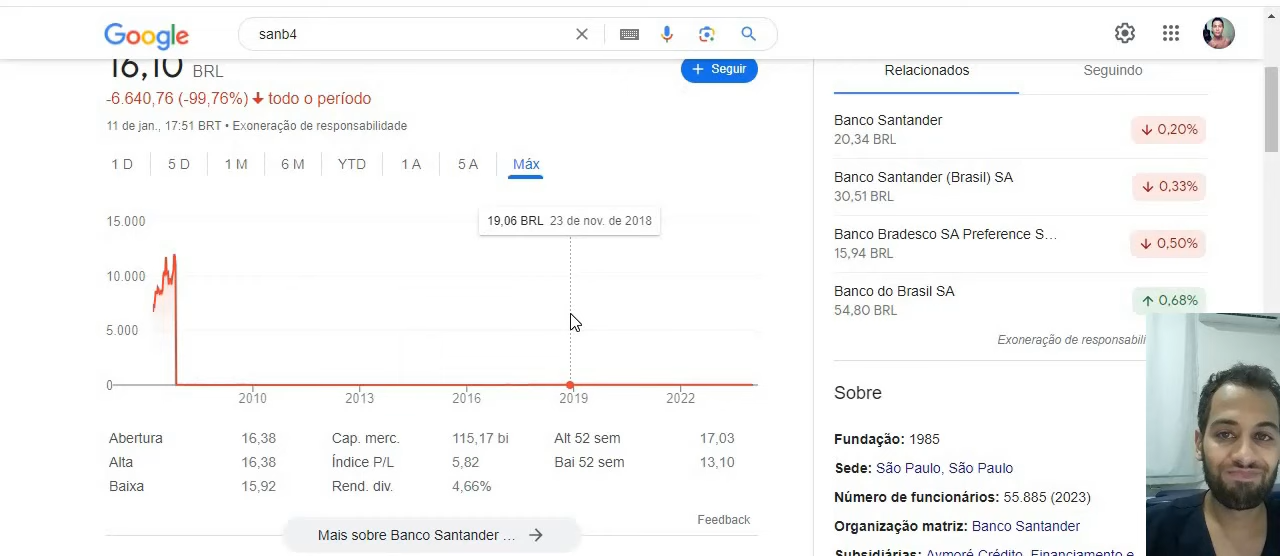 Google
sanb4
16,10 BRL
Seguir
-6.640,76 (-99,76%) todo o período
11 de jan., 17:51 BRT • Exoneração de responsabilidade
1 D
5 D
1 M
6 M
YTD
1 A
5 A
Máx
19,06 BRL 23 de nov. de 2018
15.000
10.000
5.000
0
2010
2013
2016
2019
2022
Abertura 16,38
Alta 16,38
Baixa 15,92
Cap. merc. 115,17 bi
Índice P/L 5,82
Rend. div. 4,66%
Alt 52 sem 17,03
Bai 52 sem 13,10
Feedback
Mais sobre Banco Santander ...
Relacionados
Seguindo
Banco Santander
20,34 BRL
0,20%
Banco Santander (Brasil) SA
30,51 BRL
0,33%
Banco Bradesco SA Preference S...
15,94 BRL
0,50%
Banco do Brasil SA
54,80 BRL
0,68%
Exoneração de responsabili
Sobre
Fundação: 1985
Sede: São Paulo, São Paulo
Número de funcionários: 55.885 (2023)
Organização matriz: Banco Santander
Subsidiárias: Aymoré Crédito, Financiamento e